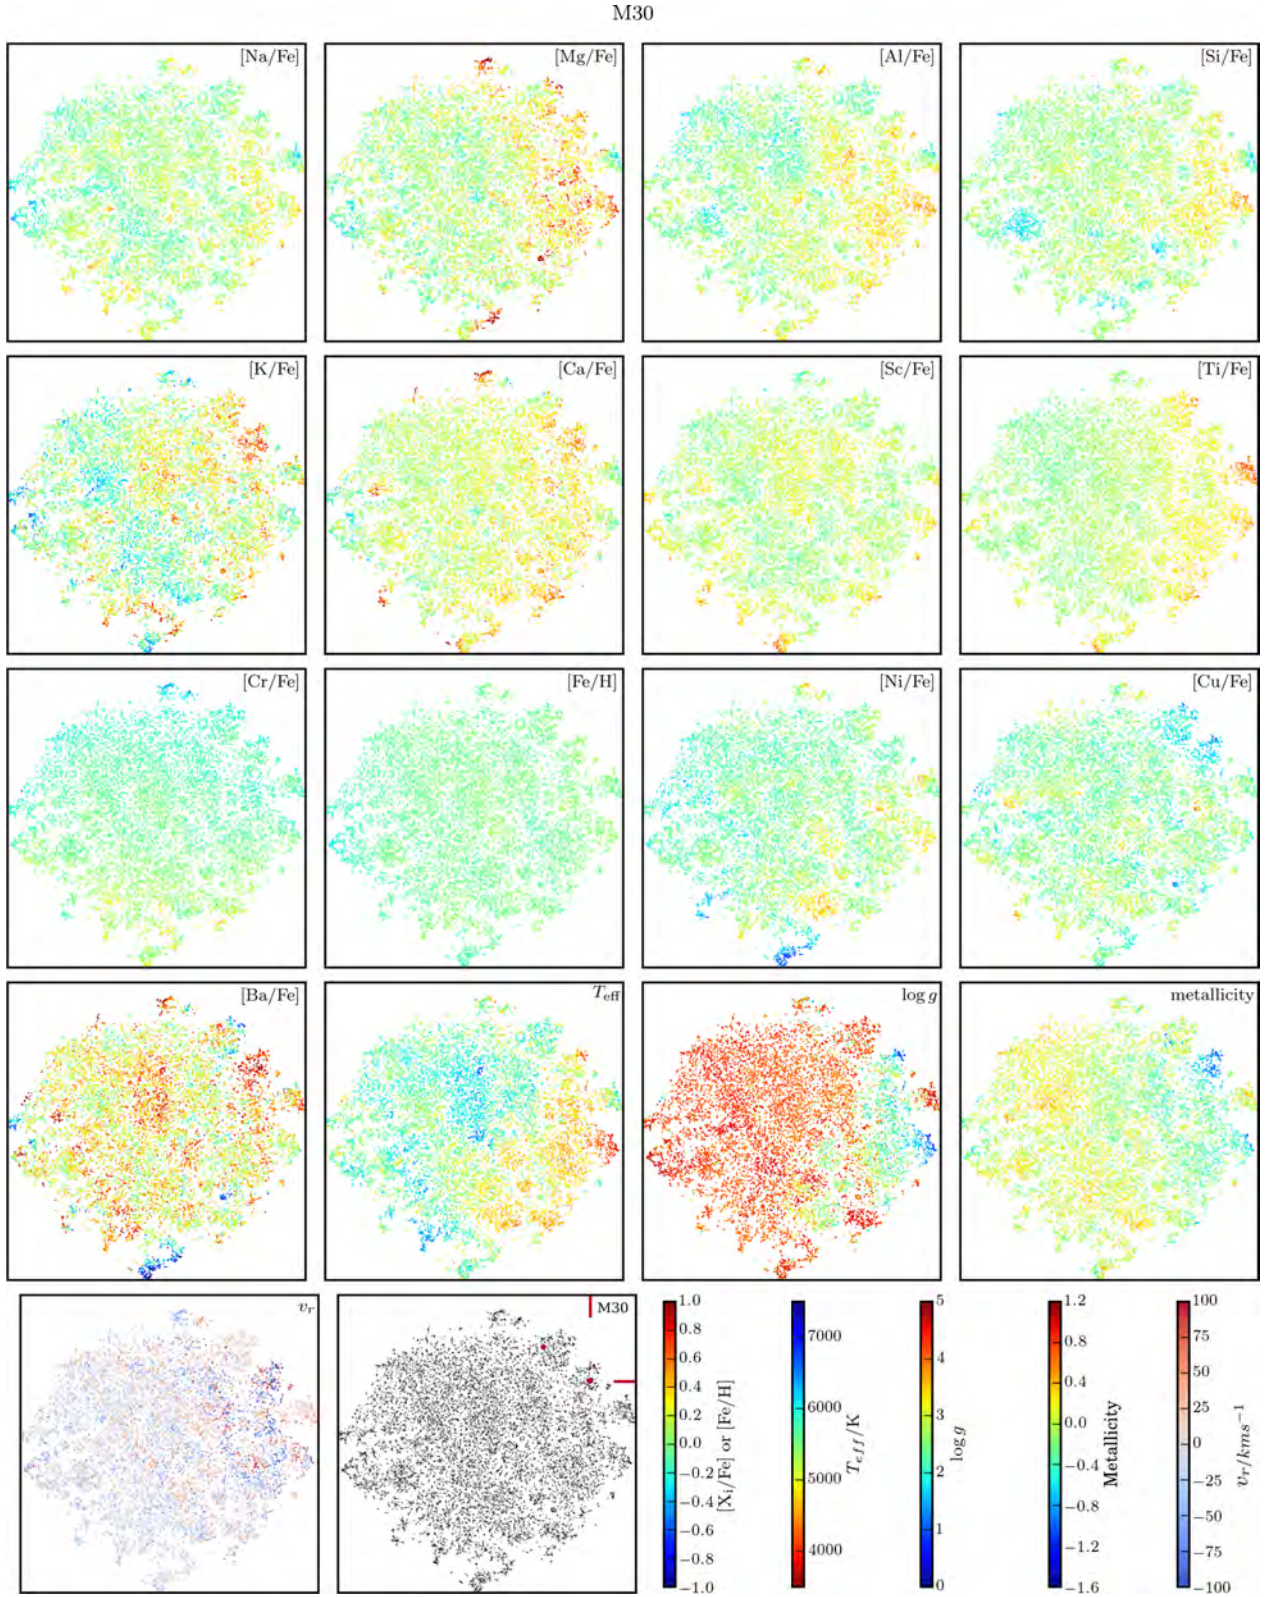 M30
[Na/Fe]
[Mg/Fe]
[Al/Fe]
[Si/Fe]
[K/Fe]
[Ca/Fe]
[Sc/Fe]
[Ti/Fe]
[Cr/Fe]
[Fe/H]
[Ni/Fe]
[Cu/Fe]
[Ba/Fe]
T_eff
log g
metallicity
v_r
M30
1.0
0.8
0.6
0.4
0.2
0.0
−0.2
−0.4
−0.6
−0.8
−1.0
[X_i/Fe] or [Fe/H]
7000
6000
5000
4000
T_eff/K
5
4
3
2
1
0
log g
1.2
0.8
0.4
0.0
−0.4
−0.8
−1.2
−1.6
Metallicity
100
75
50
25
0
−25
−50
−75
−100
v_r/kms^−1